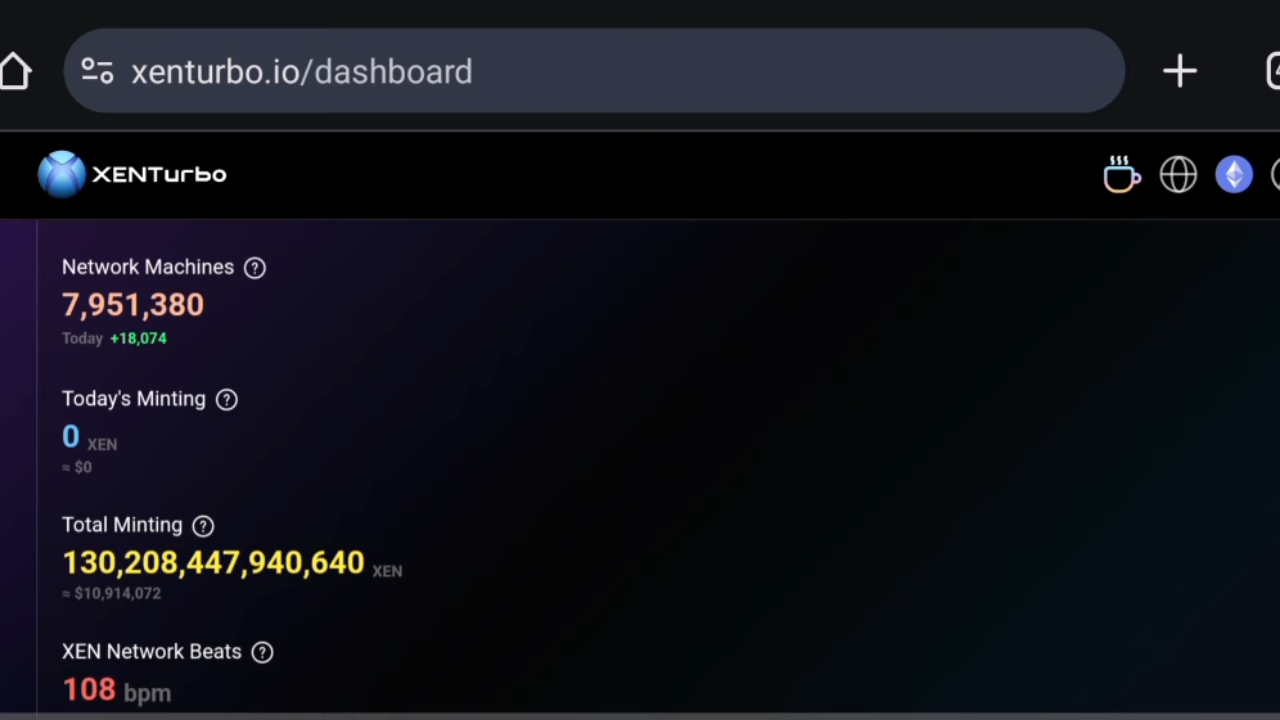 xenturbo.io/dashboard
XENTurbo
Network Machines ?
7,951,380
Today +18,074
Today's Minting ?
0 XEN
≈ $0
Total Minting ?
130,208,447,940,640 XEN
≈ $10,914,072
XEN Network Beats ?
108 bpm